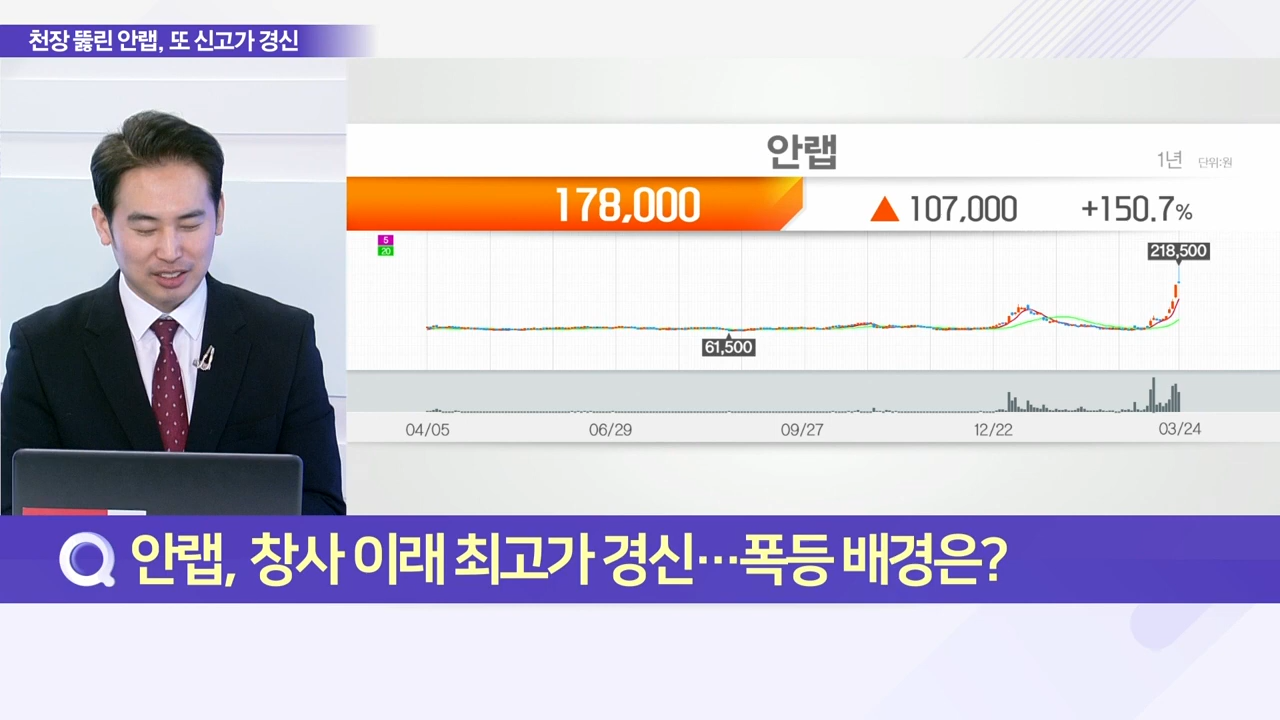 천장 뚫린 안랩, 또 신고가 경신
안랩
1년 단위:원
178,000 ▲ 107,000 +150.7%
5
20
218,500
61,500
04/05 06/29 09/27 12/22 03/24
Q 안랩, 창사 이래 최고가 경신…폭등 배경은?